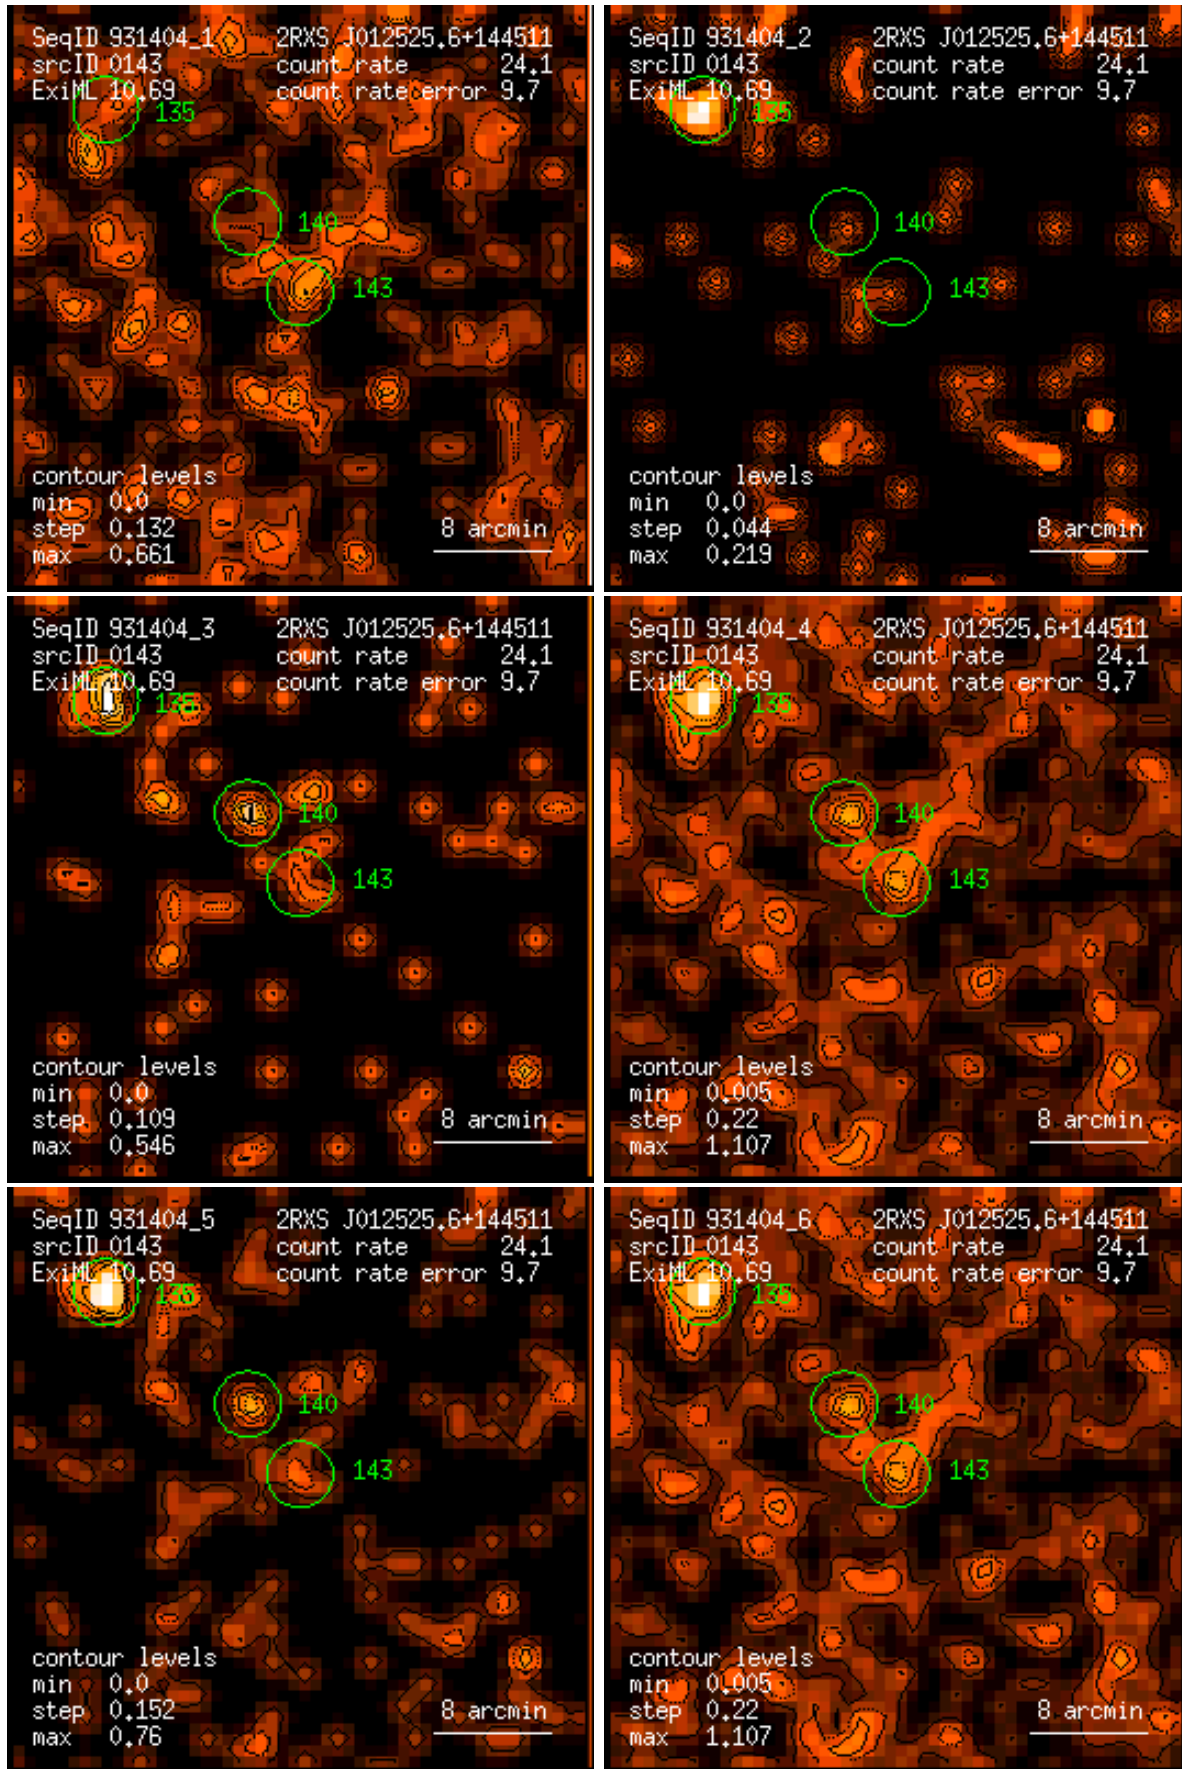 SeqID 931404_1 2RXS J012525.6+144511
srcID 0143 count rate 24.1
ExiML 10.69 count rate error 9.7
135
140
143
contour levels
min 0.0
step 0.132 8 arcmin
max 0.661
SeqID 931404_2 2RXS J012525.6+144511
srcID 0143 count rate 24.1
ExiML 10.69 count rate error 9.7
135
140
143
contour levels
min 0.0
step 0.044 8 arcmin
max 0.219
SeqID 931404_3 2RXS J012525.6+144511
srcID 0143 count rate 24.1
ExiML 10.69 count rate error 9.7
135
140
143
contour levels
min 0.0
step 0.109 8 arcmin
max 0.546
SeqID 931404_4 2RXS J012525.6+144511
srcID 0143 count rate 24.1
ExiML 10.69 count rate error 9.7
135
140
143
contour levels
min 0.005
step 0.22 8 arcmin
max 1.107
SeqID 931404_5 2RXS J012525.6+144511
srcID 0143 count rate 24.1
ExiML 10.69 count rate error 9.7
135
140
143
contour levels
min 0.0
step 0.152 8 arcmin
max 0.76
SeqID 931404_6 2RXS J012525.6+144511
srcID 0143 count rate 24.1
ExiML 10.69 count rate error 9.7
135
140
143
contour levels
min 0.005
step 0.22 8 arcmin
max 1.107